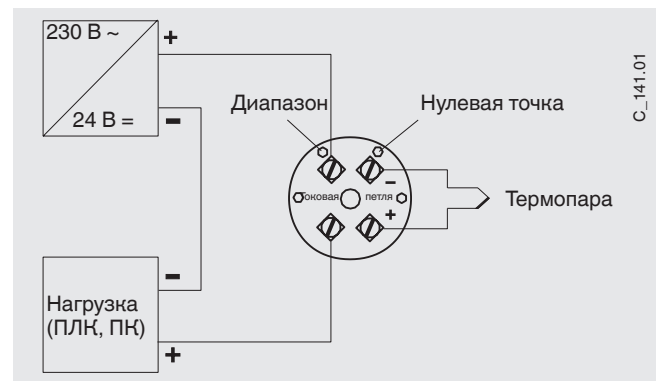 230 В ~
+
24 В =
–
Диапазон
Нулевая точка
C_141.01
–
Токовая петля
+
Термопара
–
Нагрузка
(ПЛК, ПК)
+